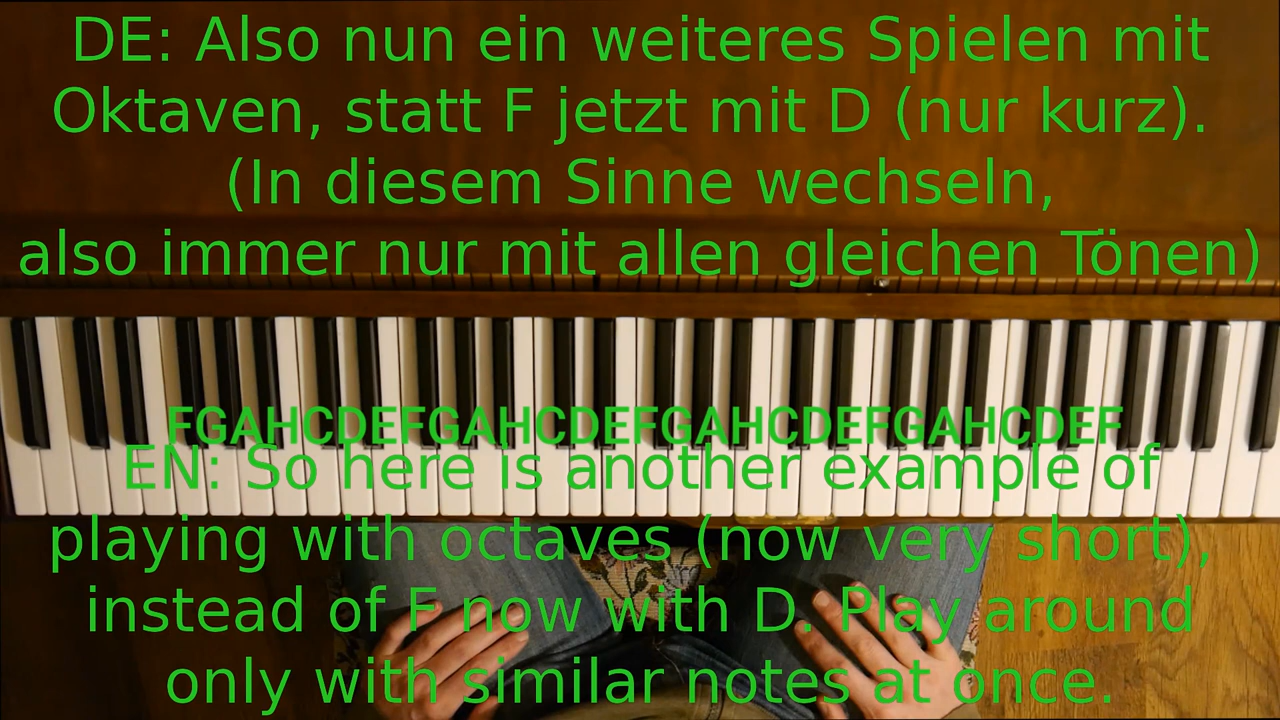 DE: Also nun ein weiteres Spielen mit
Oktaven, statt F jetzt mit D (nur kurz).
(In diesem Sinne wechseln,
also immer nur mit allen gleichen Tönen)
FGAHCDEFGAHCDEFGAHCDEFGAHCDEF
EN: So here is another example of
playing with octaves (now very short),
instead of F now with D. Play around
only with similar notes at once.